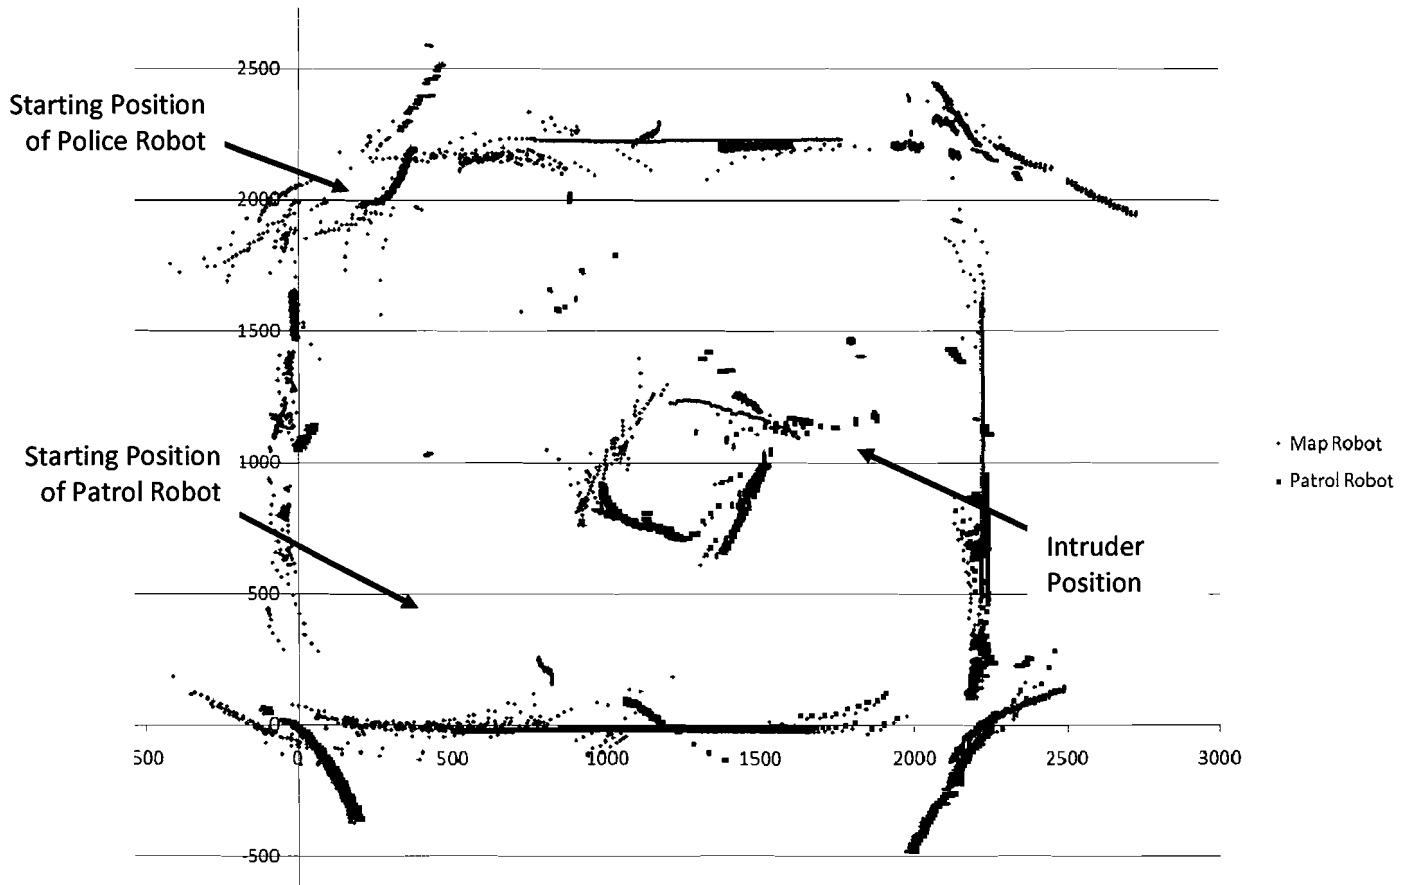 2500
Starting Position
of Police Robot
2000
1500
Starting Position
of Patrol Robot
1000
Map Robot
Patrol Robot
Intruder
Position
500
0
500
0
500
1000
1500
2000
2500
3000
-500